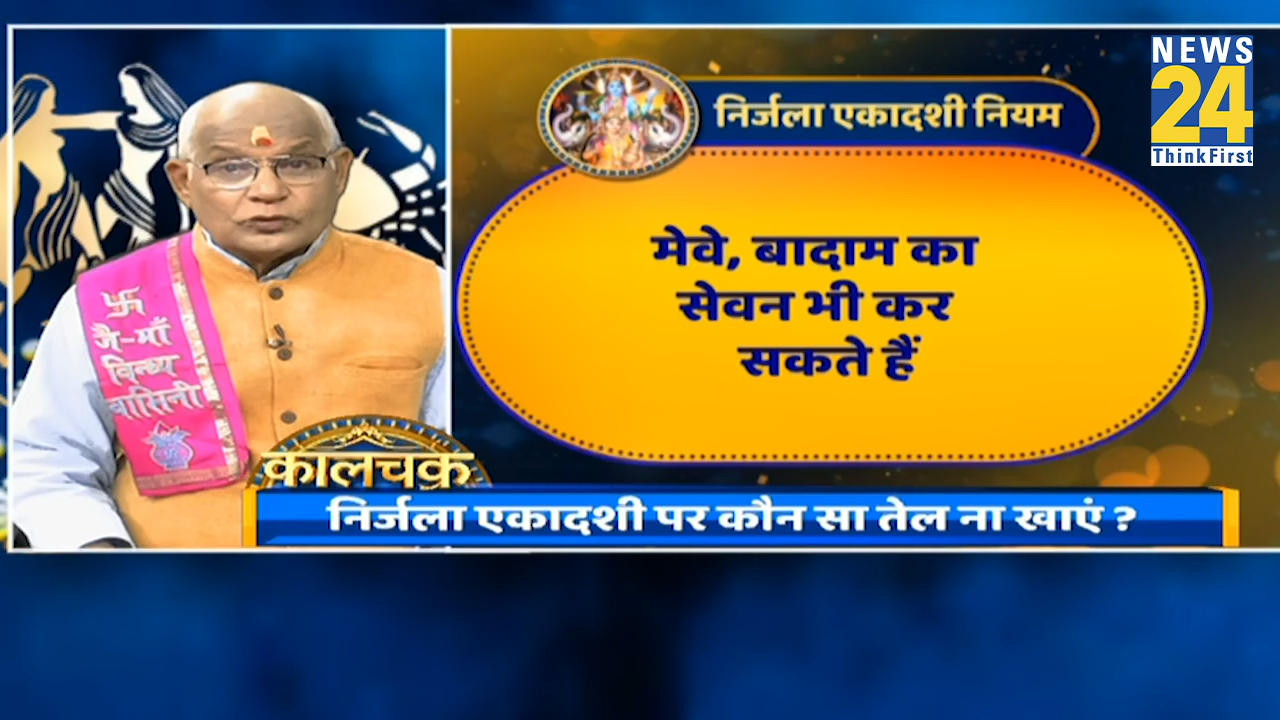 NEWS
24
ThinkFirst
निर्जला एकादशी नियम
मेवे, बादाम का
सेवन भी कर
सकते हैं
जै-माँ
विन्ध्य
वासिनी
कालचक्र
निर्जला एकादशी पर कौन सा तेल ना खाएं ?